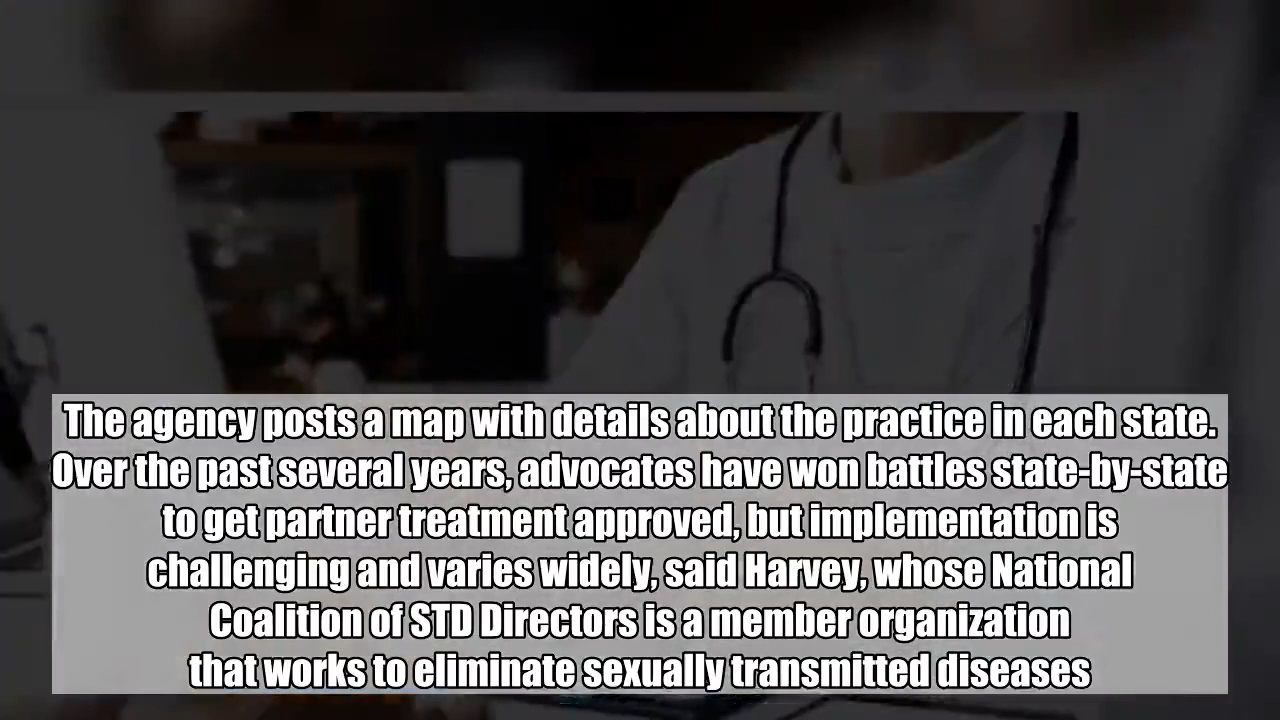 The agency posts a map with details about the practice in each state.
Over the past several years, advocates have won battles state-by-state
to get partner treatment approved, but implementation is
challenging and varies widely, said Harvey, whose National
Coalition of STD Directors is a member organization
that works to eliminate sexually transmitted diseases